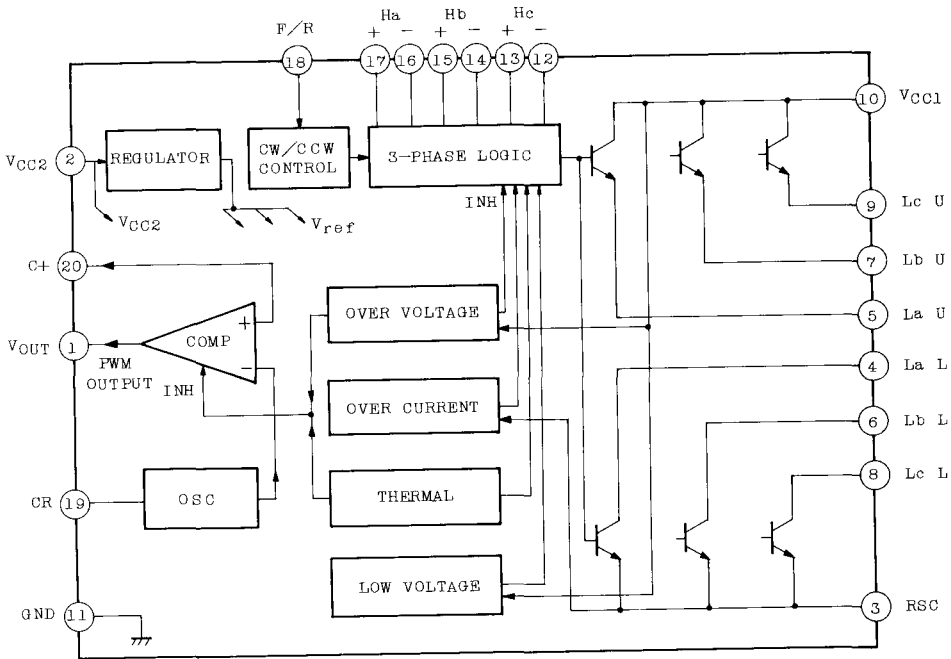 F/R
Ha
Hb
Hc
+ − + − + −
18
17
16
15
14
13
12
10
VCC1
2
VCC2
REGULATOR
CW/CCW
CONTROL
3-PHASE LOGIC
INH
VCC2
Vref
9
Lc U
20
C+
7
Lb U
OVER VOLTAGE
5
La U
1
VOUT
+
COMP
−
PWM
OUTPUT
INH
4
La L
OVER CURRENT
6
Lb L
8
Lc L
19
CR
OSC
THERMAL
LOW VOLTAGE
11
GND
3
RSC